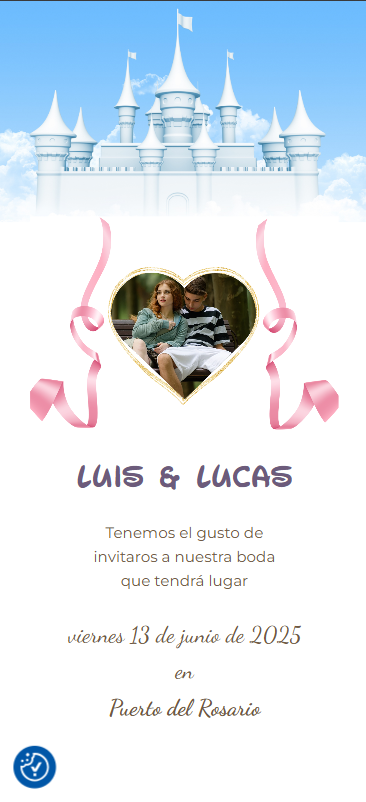 LUIS & LUCAS
Tenemos el gusto de
invitaros a nuestra boda
que tendrá lugar
viernes 13 de junio de 2025
en
Puerto del Rosario